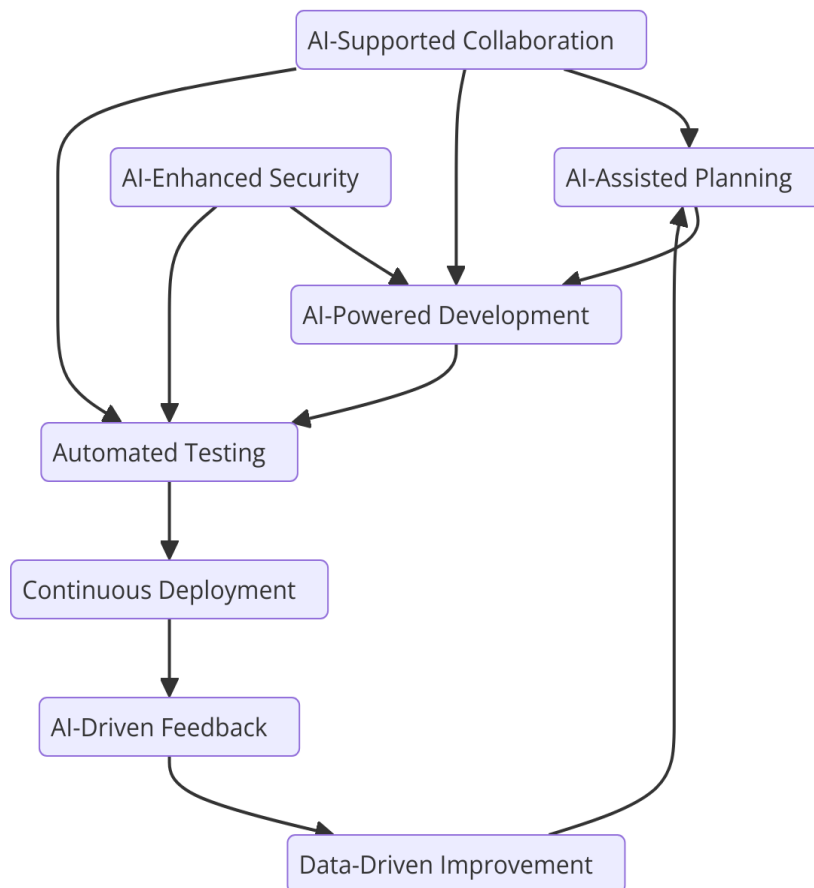 AI-Supported Collaboration
AI-Enhanced Security
AI-Assisted Planning
AI-Powered Development
Automated Testing
Continuous Deployment
AI-Driven Feedback
Data-Driven Improvement